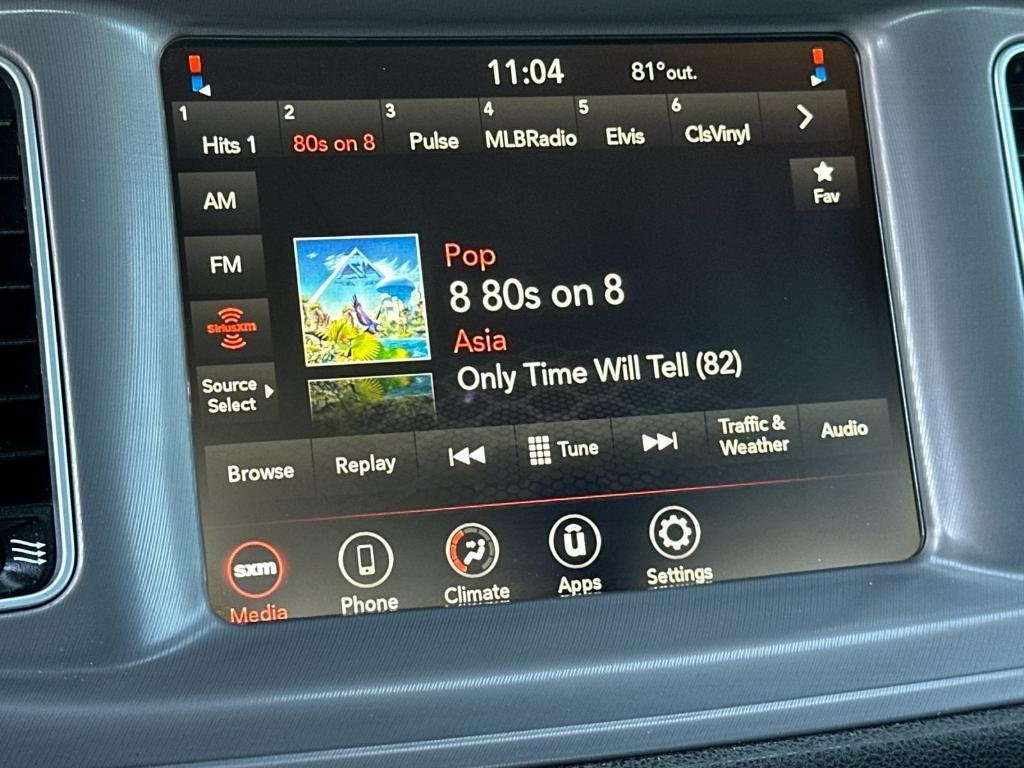 11:04 81°out.
1 2 3 4 5 6
Hits 1 80s on 8 Pulse MLBRadio Elvis ClsVinyl
Fav
AM
FM
SiriusXM
Source
Select
Pop
8 80s on 8
Asia
Only Time Will Tell (82)
Browse Replay Tune Traffic &
Weather Audio
sxm
Media Phone Climate Apps Settings